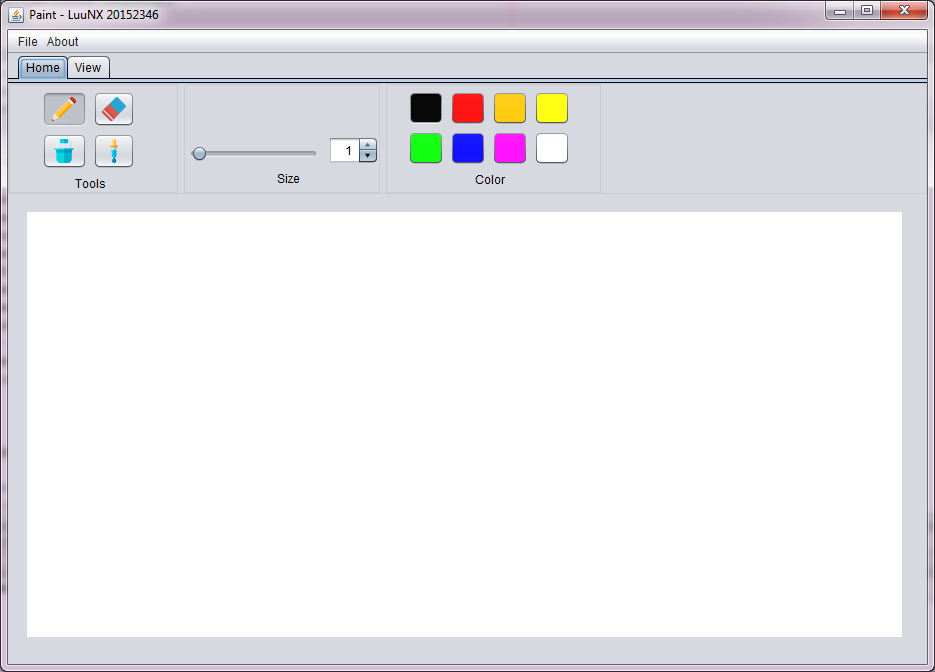 Paint - LuuNX 20152346
File About
Home View
1
Tools
Size
Color